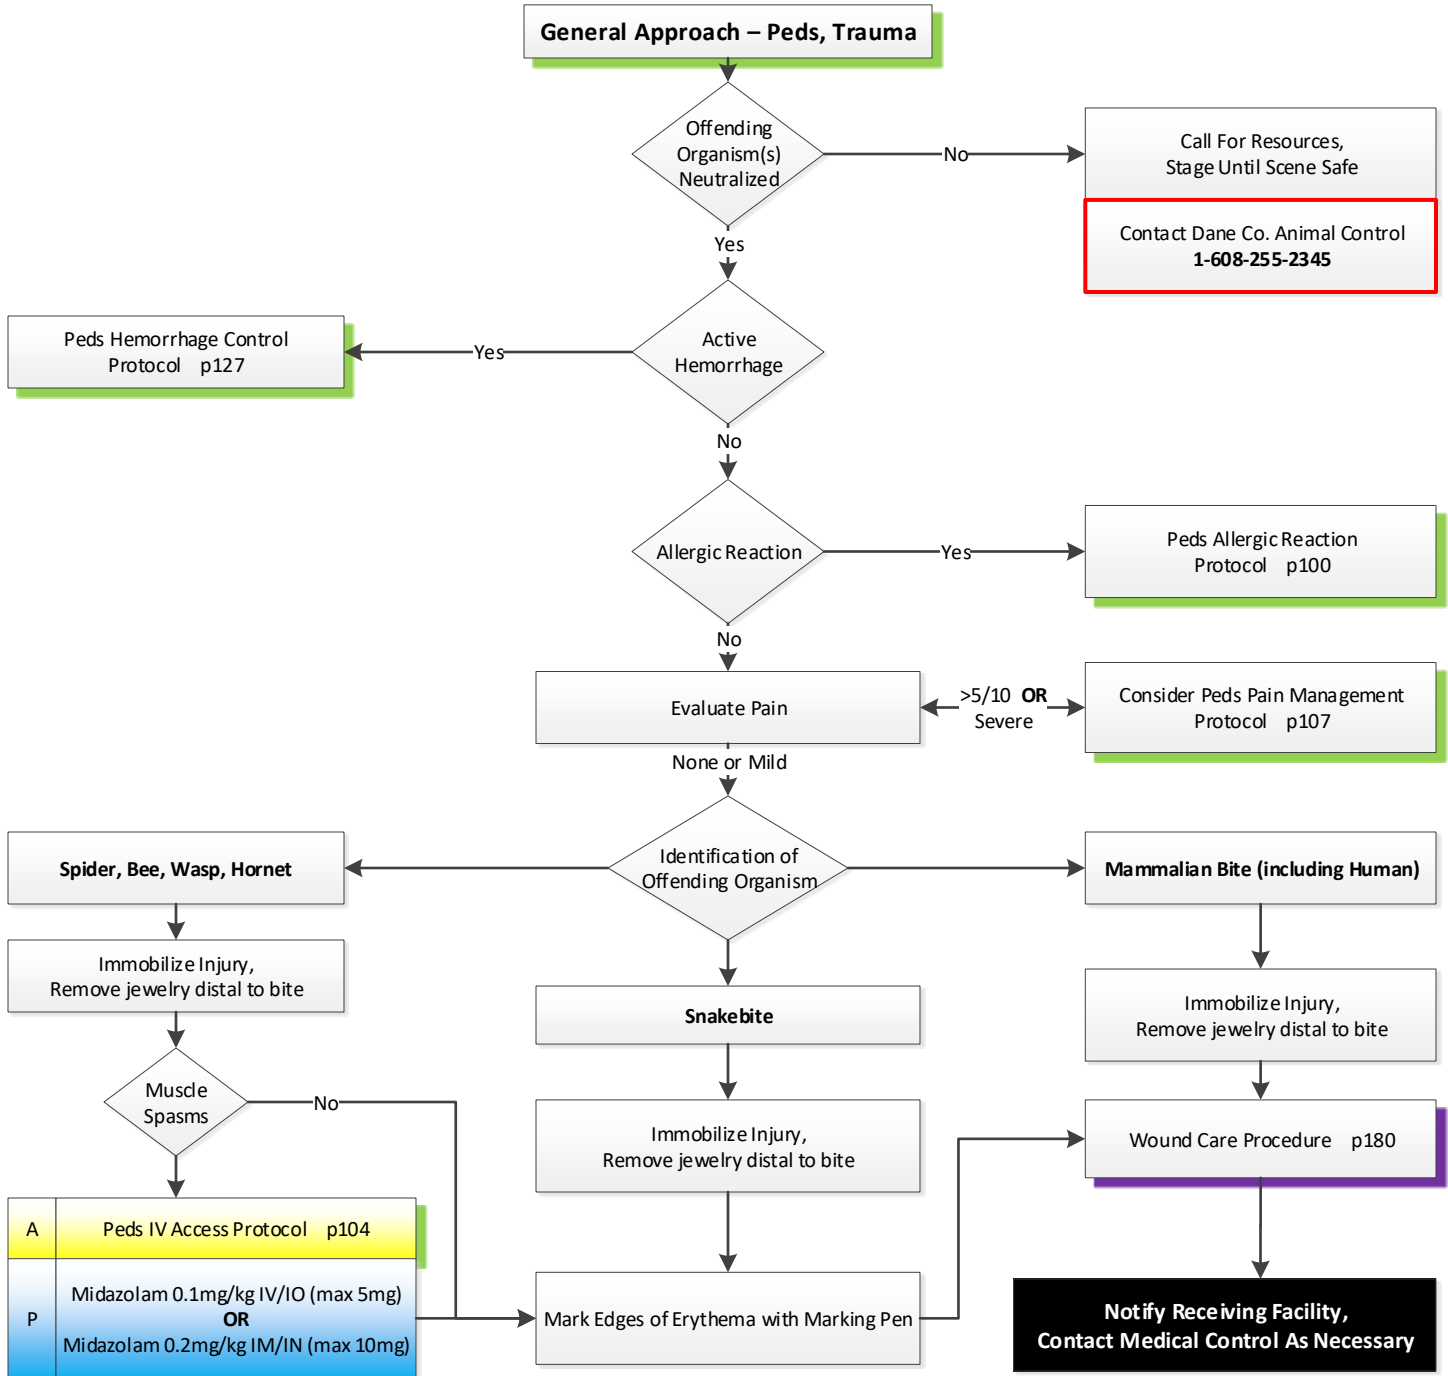 General Approach – Peds, Trauma
Offending
Organism(s)
Neutralized
No
Call For Resources,
Stage Until Scene Safe
Contact Dane Co. Animal Control
1-608-255-2345
Yes
Peds Hemorrhage Control
Protocol p127
Yes
Active
Hemorrhage
No
Allergic Reaction
Yes
Peds Allergic Reaction
Protocol p100
No
Evaluate Pain
>5/10 OR
Severe
Consider Peds Pain Management
Protocol p107
None or Mild
Identification of
Offending Organism
Spider, Bee, Wasp, Hornet
Mammalian Bite (including Human)
Immobilize Injury,
Remove jewelry distal to bite
Snakebite
Immobilize Injury,
Remove jewelry distal to bite
Muscle
Spasms
No
Immobilize Injury,
Remove jewelry distal to bite
Wound Care Procedure p180
A
Peds IV Access Protocol p104
P
Midazolam 0.1mg/kg IV/IO (max 5mg)
OR
Midazolam 0.2mg/kg IM/IN (max 10mg)
Mark Edges of Erythema with Marking Pen
Notify Receiving Facility,
Contact Medical Control As Necessary